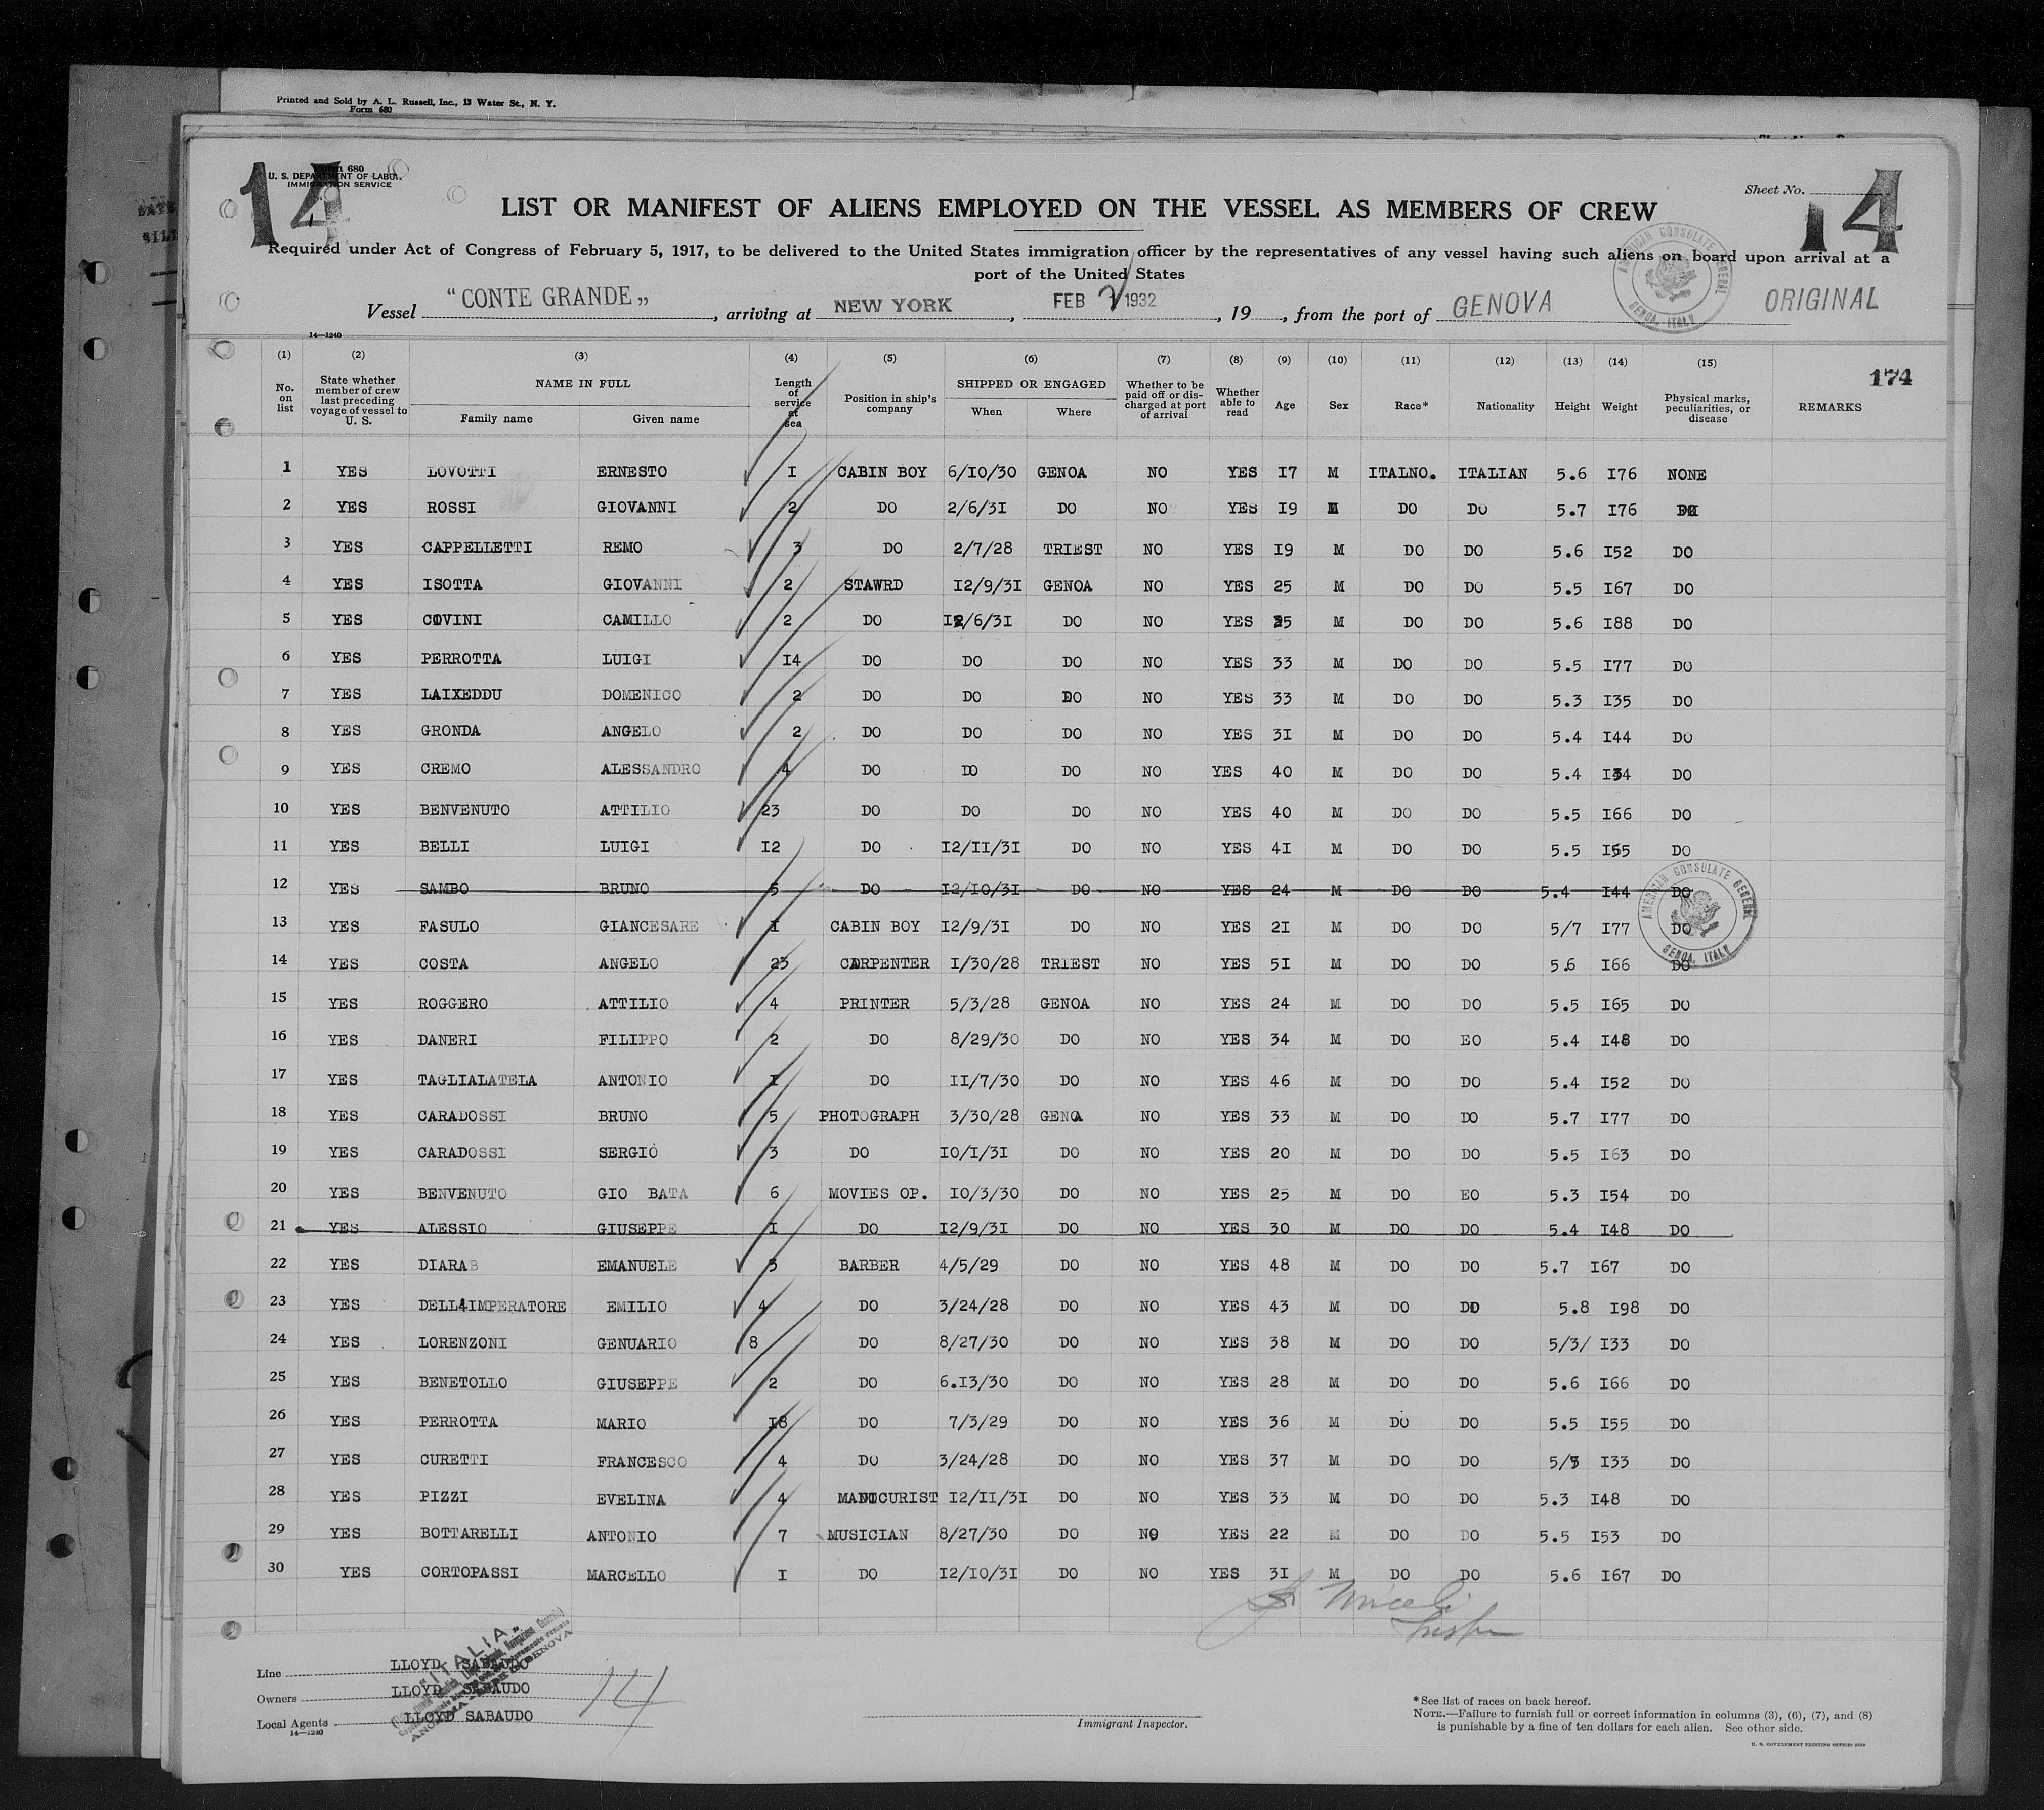 Printed and Sold by A. L. Russell, Inc., 13 Water St., N. Y.
Form 680
14
680
U. S. DEPARTMENT OF LABOR
IMMIGRATION SERVICE
Sheet No.
14
LIST OR MANIFEST OF ALIENS EMPLOYED ON THE VESSEL AS MEMBERS OF CREW
Required under Act of Congress of February 5, 1917, to be delivered to the United States immigration officer by the representatives of any vessel having such aliens on board upon arrival at a
port of the United States
AMERICAN CONSULATE GENERAL GENOA, ITALY
Vessel "CONTE GRANDE", arriving at NEW YORK, FEB 7 1932, 19, from the port of GENOVA ORIGINAL
14—1240
(1) (2) (3) (4) (5) (6) (7) (8) (9) (10) (11) (12) (13) (14) (15)
174
No. on list State whether member of crew last preceding voyage of vessel to U. S. NAME IN FULL Family name Given name Length of service at sea Position in ship's company SHIPPED OR ENGAGED When Where Whether to be paid off or discharged at port of arrival Whether able to read Age Sex Race* Nationality Height Weight Physical marks, peculiarities, or disease REMARKS
1 YES LOVOTTI ERNESTO I CABIN BOY 6/10/30 GENOA NO YES 17 M ITALNO. ITALIAN 5.6 I76 NONE
2 YES ROSSI GIOVANNI 2 DO 2/6/31 DO NO YES 19 M DO DO 5.7 I76 DO
3 YES CAPPELLETTI REMO 3 DO 2/7/28 TRIEST NO YES I9 M DO DO 5.6 I52 DO
4 YES ISOTTA GIOVANNI 2 STAWRD I2/9/3I GENOA NO YES 25 M DO DO 5.5 I67 DO
5 YES COVINI CAMILLO 2 DO I2/6/3I DO NO YES 35 M DO DO 5.6 I88 DO
6 YES PERROTTA LUIGI I4 DO DO DO NO YES 33 M DO DO 5.5 I77 DO
7 YES LAIXEDDU DOMENICO 2 DO DO DO NO YES 33 M DO DO 5.3 I35 DO
8 YES GRONDA ANGELO 2 DO DO DO NO YES 3I M DO DO 5.4 I44 DO
9 YES CREMO ALESSANDRO 4 DO DO DO NO YES 40 M DO DO 5.4 I34 DO
10 YES BENVENUTO ATTILIO 23 DO DO DO NO YES 40 M DO DO 5.5 I66 DO
11 YES BELLI LUIGI I2 DO I2/II/3I DO NO YES 4I M DO DO 5.5 I55 DO
12 YES SAMBO BRUNO 5 DO I2/I0/3I DO NO YES 24 M DO DO 5.4 I44 DO
AMERICAN CONSULATE GENERAL GENOA, ITALY
13 YES FASULO GIANCESARE I CABIN BOY I2/9/3I DO NO YES 2I M DO DO 5/7 I77 DO
14 YES COSTA ANGELO 23 CARPENTER I/30/28 TRIEST NO YES 5I M DO DO 5.6 I66 DO
15 YES ROGGERO ATTILIO 4 PRINTER 5/3/28 GENOA NO YES 24 M DO DO 5.5 I65 DO
16 YES DANERI FILIPPO 2 DO 8/29/30 DO NO YES 34 M DO EO 5.4 I48 DO
17 YES TAGLIALATELA ANTONIO I DO II/7/30 DO NO YES 46 M DO DO 5.4 I52 DO
18 YES CARADOSSI BRUNO 5 PHOTOGRAPH 3/30/28 GENOA NO YES 33 M DO DO 5.7 I77 DO
19 YES CARADOSSI SERGIO 3 DO I0/I/3I DO NO YES 20 M DO DO 5.5 I63 DO
20 YES BENVENUTO GIO BATA 6 MOVIES OP. I0/3/30 DO NO YES 25 M DO EO 5.3 I54 DO
21 YES ALESSIO GIUSEPPE I DO I2/9/3I DO NO YES 30 M DO DO 5.4 I48 DO
22 YES DIARAB EMANUELE 5 BARBER 4/5/29 DO NO YES 48 M DO DO 5.7 I67 DO
23 YES DELL'IMPERATORE EMILIO 4 DO 3/24/28 DO NO YES 43 M DO DO 5.8 I98 DO
24 YES LORENZONI GENUARIO 8 DO 8/27/30 DO NO YES 38 M DO DO 5/3/ I33 DO
25 YES BENETOLLO GIUSEPPE 2 DO 6.I3/30 DO NO YES 28 M DO DO 5.6 I66 DO
26 YES PERROTTA MARIO I8 DO 7/3/29 DO NO YES 36 M DO DO 5.5 I55 DO
27 YES CURETTI FRANCESCO 4 DO 3/24/28 DO NO YES 37 M DO DO 5/3 I33 DO
28 YES PIZZI EVELINA 4 MANICURIST I2/II/3I DO NO YES 33 M DO DO 5.3 I48 DO
29 YES BOTTARELLI ANTONIO 7 MUSICIAN 8/27/30 DO NO YES 22 M DO DO 5.5 I53 DO
30 YES CORTOPASSI MARCELLO I DO I2/I0/3I DO NO YES 3I M DO DO 5.6 I67 DO
Miceli
Line LLOYD SABAUDO
Owners LLOYD SABAUDO
Local Agents LLOYD SABAUDO
14—1240
"ITALIA"
14
Immigrant Inspector.
*See list of races on back hereof.
NOTE.—Failure to furnish full or correct information in columns (3), (6), (7), and (8)
is punishable by a fine of ten dollars for each alien. See other side.
U. S. GOVERNMENT PRINTING OFFICE: